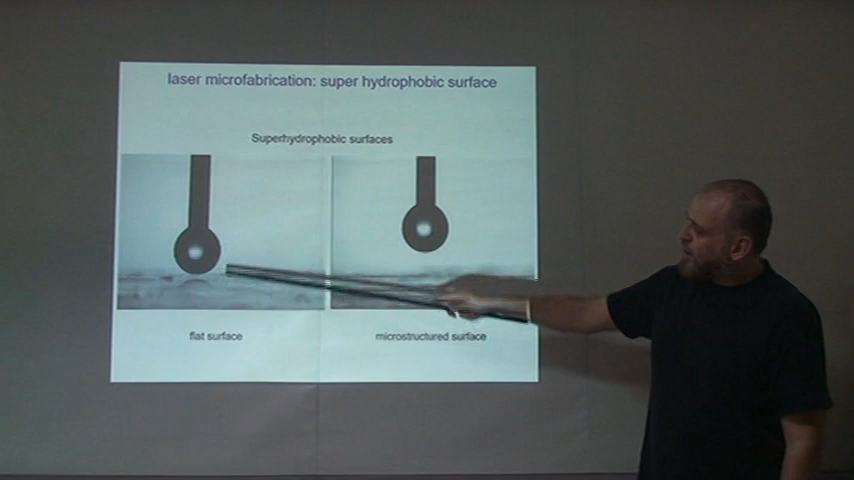 laser microfabrication: super hydrophobic surface
Superhydrophobic surfaces
flat surface
microstructured surface